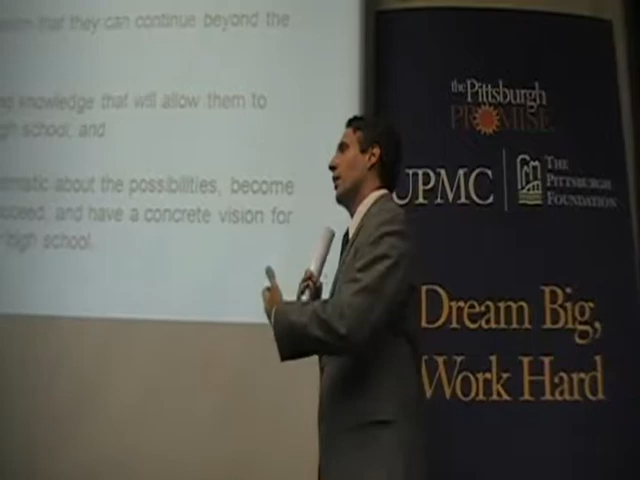 that they can continue beyond the
knowledge that will allow them to
school; and
about the possibilities, become
and have a concrete vision for
high school.
the Pittsburgh
PROMISE
UPMC
THE
PITTSBURGH
FOUNDATION
Dream Big,
Work Hard